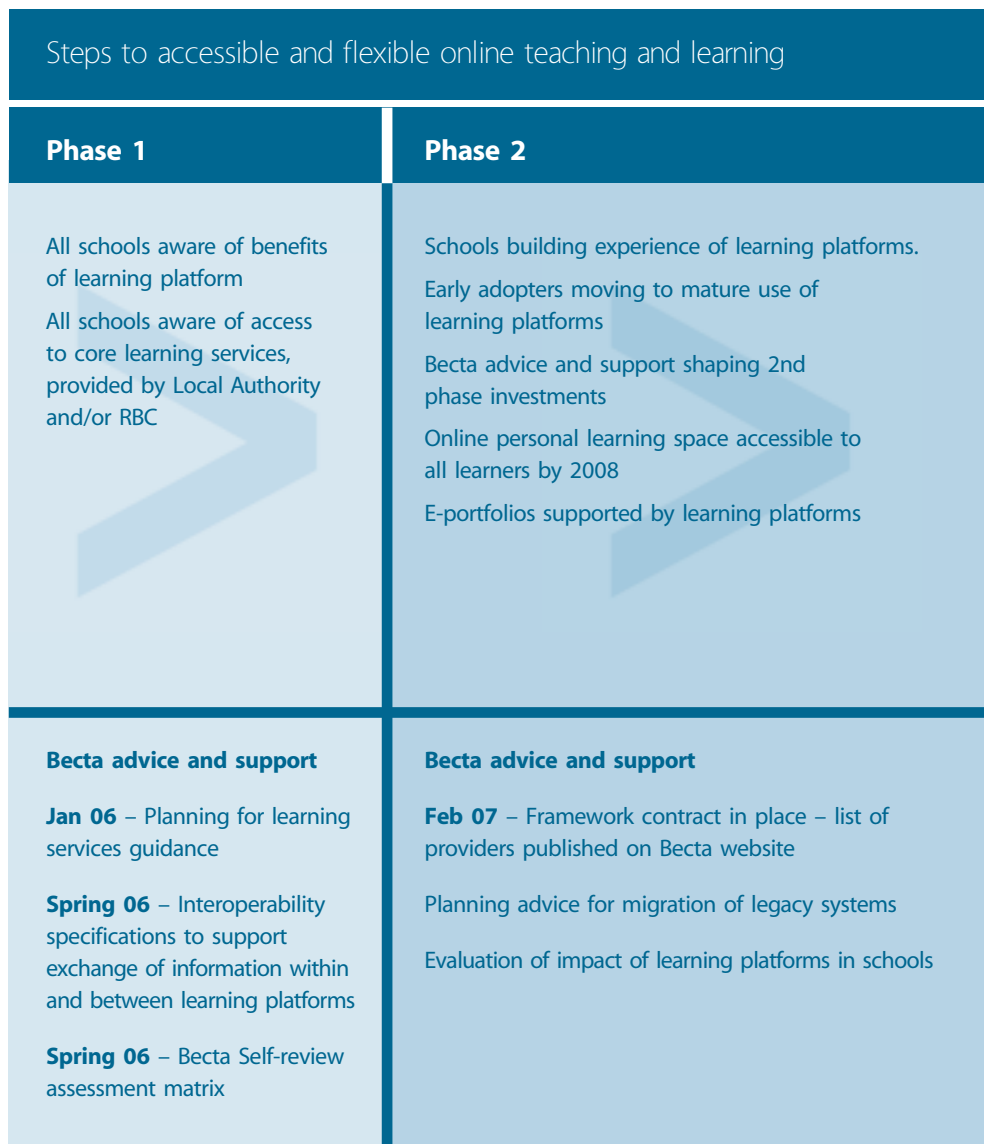 Steps to accessible and flexible online teaching and learning
Phase 1
All schools aware of benefits
of learning platform
All schools aware of access
to core learning services,
provided by Local Authority
and/or RBC
Becta advice and support
Jan 06 – Planning for learning
services guidance
Spring 06 – Interoperability
specifications to support
exchange of information within
and between learning platforms
Spring 06 – Becta Self-review
assessment matrix
Phase 2
Schools building experience of learning platforms.
Early adopters moving to mature use of
learning platforms
Becta advice and support shaping 2nd
phase investments
Online personal learning space accessible to
all learners by 2008
E-portfolios supported by learning platforms
Becta advice and support
Feb 07 – Framework contract in place – list of
providers published on Becta website
Planning advice for migration of legacy systems
Evaluation of impact of learning platforms in schools